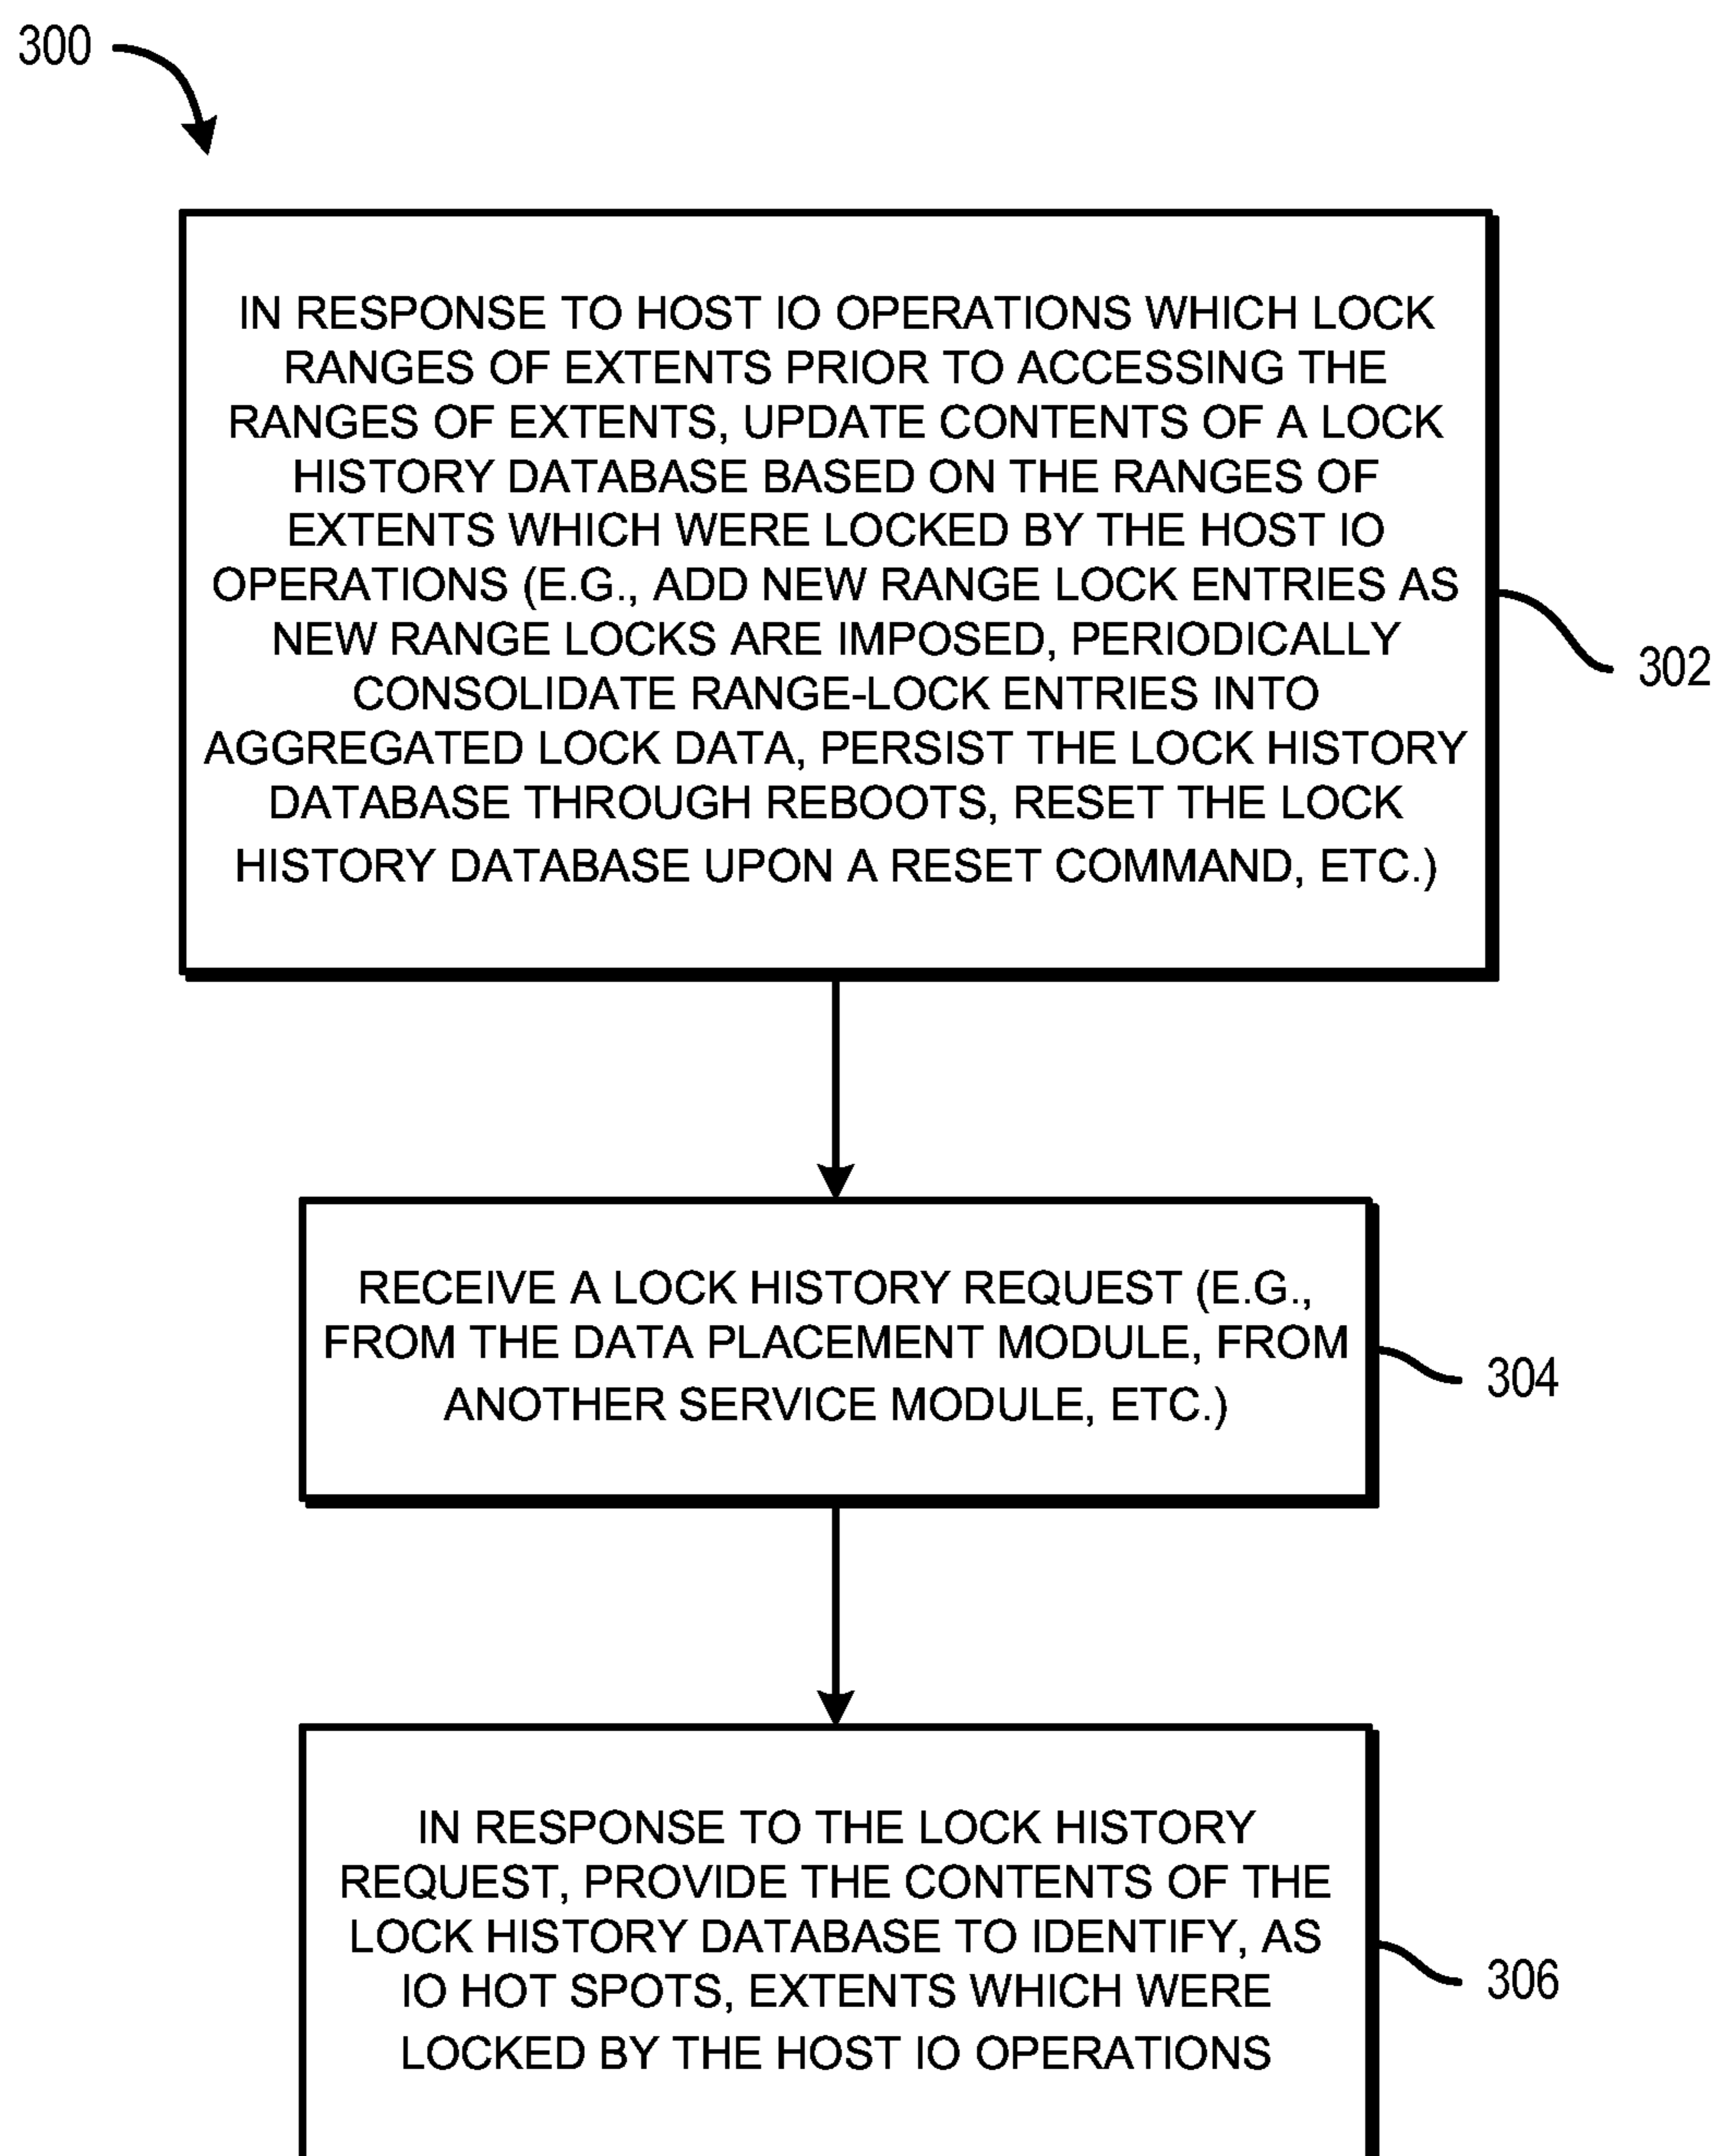 300
IN RESPONSE TO HOST IO OPERATIONS WHICH LOCK
RANGES OF EXTENTS PRIOR TO ACCESSING THE
RANGES OF EXTENTS, UPDATE CONTENTS OF A LOCK
HISTORY DATABASE BASED ON THE RANGES OF
EXTENTS WHICH WERE LOCKED BY THE HOST IO
OPERATIONS (E.G., ADD NEW RANGE LOCK ENTRIES AS
NEW RANGE LOCKS ARE IMPOSED, PERIODICALLY
CONSOLIDATE RANGE-LOCK ENTRIES INTO
AGGREGATED LOCK DATA, PERSIST THE LOCK HISTORY
DATABASE THROUGH REBOOTS, RESET THE LOCK
HISTORY DATABASE UPON A RESET COMMAND, ETC.)
302
RECEIVE A LOCK HISTORY REQUEST (E.G.,
FROM THE DATA PLACEMENT MODULE, FROM
ANOTHER SERVICE MODULE, ETC.)
304
IN RESPONSE TO THE LOCK HISTORY
REQUEST, PROVIDE THE CONTENTS OF THE
LOCK HISTORY DATABASE TO IDENTIFY, AS
IO HOT SPOTS, EXTENTS WHICH WERE
LOCKED BY THE HOST IO OPERATIONS
306